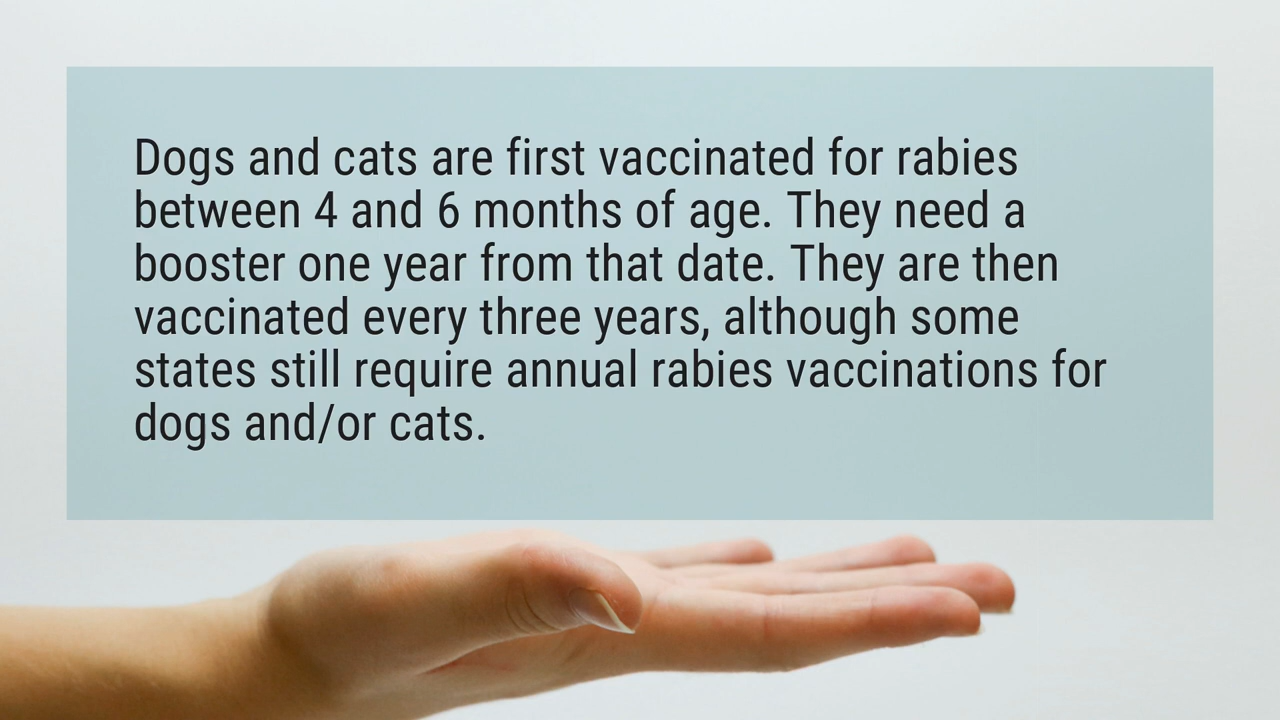 Dogs and cats are first vaccinated for rabies
between 4 and 6 months of age. They need a
booster one year from that date. They are then
vaccinated every three years, although some
states still require annual rabies vaccinations for
dogs and/or cats.